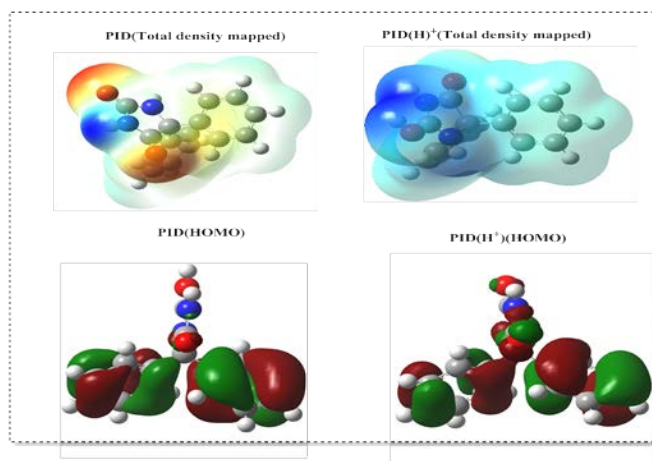 PID(Total density mapped)
PID(H)⁺(Total density mapped)
PID(HOMO)
PID(H⁺)(HOMO)